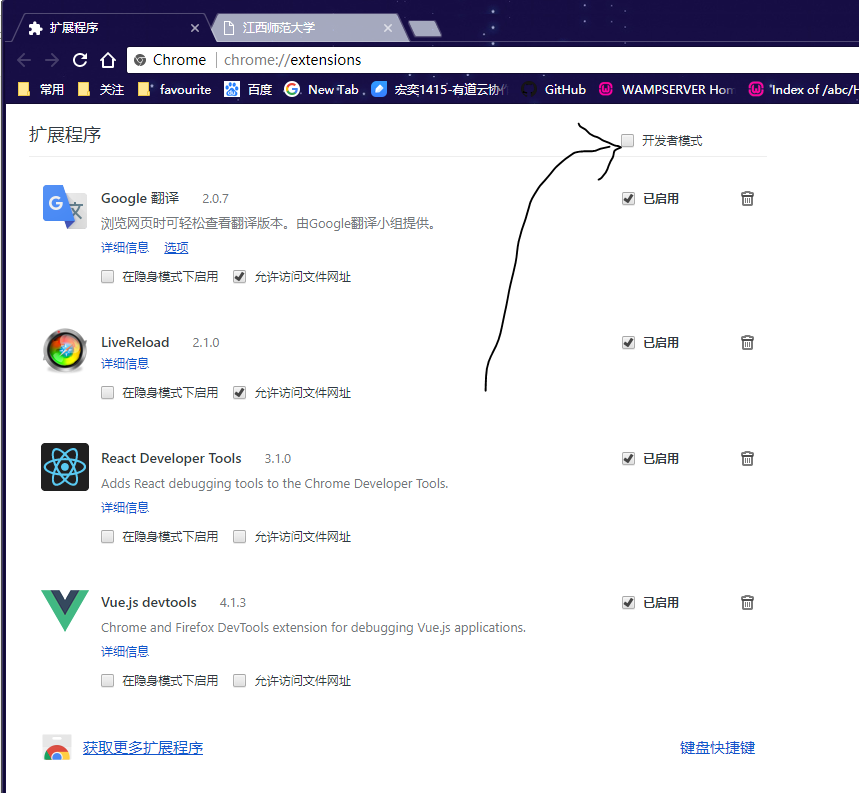 扩展程序
江西师范大学
Chrome
chrome://extensions
常用
关注
favourite
百度
New Tab
宏奕1415-有道云协
GitHub
WAMPSERVER Hom
Index of /abc/H
扩展程序
开发者模式
Google 翻译 2.0.7
已启用
浏览网页时可轻松查看翻译版本。由Google翻译小组提供。
详细信息 选项
在隐身模式下启用 允许访问文件网址
LiveReload 2.1.0
已启用
详细信息
在隐身模式下启用 允许访问文件网址
React Developer Tools 3.1.0
已启用
Adds React debugging tools to the Chrome Developer Tools.
详细信息
在隐身模式下启用 允许访问文件网址
Vue.js devtools 4.1.3
已启用
Chrome and Firefox DevTools extension for debugging Vue.js applications.
详细信息
在隐身模式下启用 允许访问文件网址
获取更多扩展程序
键盘快捷键